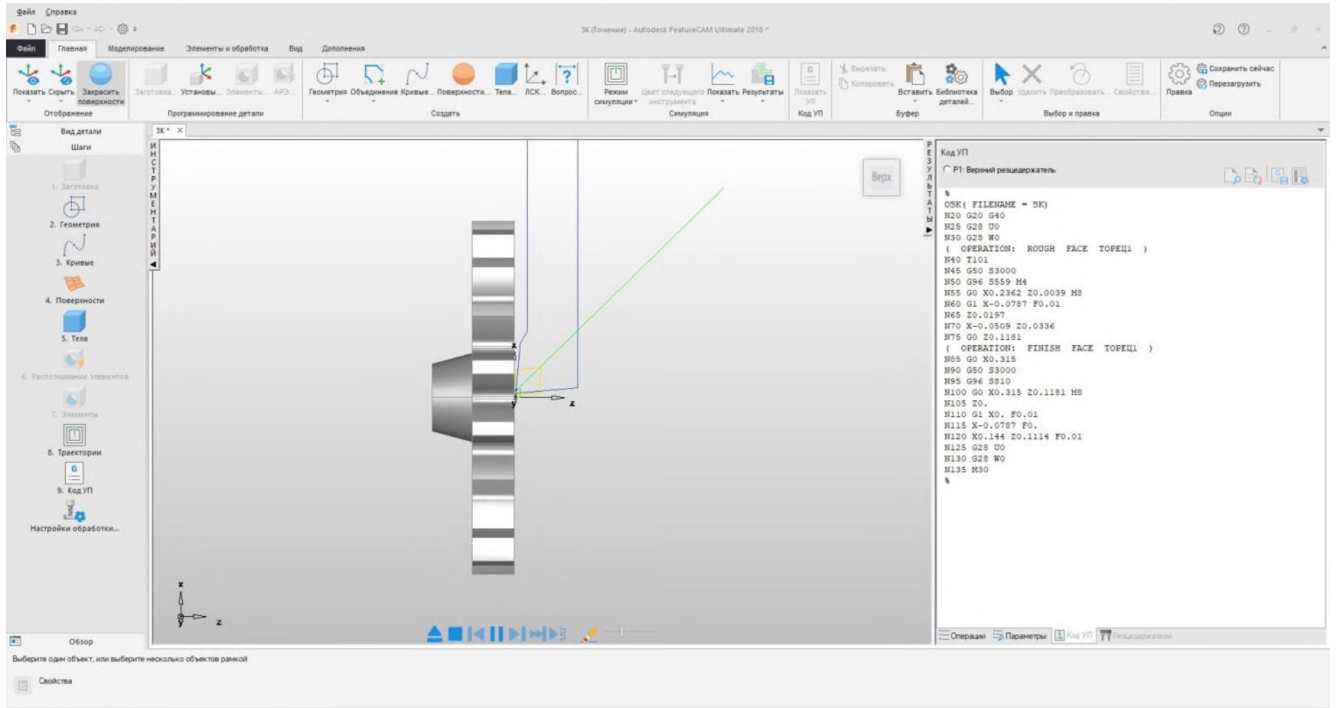 Файл Справка
3K (Точение) - Autodesk FeatureCAM Ultimate 2018 *
Файл Главная Моделирование Элементы и обработка Вид Дополнения
Показать Скрыть Закрасить поверхности
Заготовка... Установы... Элементы... АРЭ...
Геометрия Объединение Кривые... Поверхности... Тела... ЛСК... Вопрос...
Режим симуляции Цвет следующего инструмента Показать Результаты
Показать УП
Вырезать
Копировать
Вставить Библиотека деталей...
Выбор Удалить Преобразовать... Свойства...
Правка
Сохранить сейчас
Перезагрузить
Отображение Программирование детали Создать Симуляция Код УП Буфер Выбор и правка Опции
Вид детали
Шаги
1. Заготовка
2. Геометрия
3. Кривые
4. Поверхности
5. Тела
6. Распознавание элементов
7. Элементы
8. Траектории
9. Код УП
Настройки обработки...
Обзор
3K *
ИНСТРУМЕНТАРИЙ
Верх
x
y
z
x
y
z
РЕЗУЛЬТАТЫ
Код УП
P1: Верхний резцедержатель
%
O3K( FILENAME = 3K)
N20 G20 G40
N25 G28 U0
N30 G28 W0
( OPERATION: ROUGH FACE ТОРЕЦ1 )
N40 T101
N45 G50 S3000
N50 G96 S559 M4
N55 G0 X0.2362 Z0.0039 M8
N60 G1 X-0.0787 F0.01
N65 Z0.0197
N70 X-0.0509 Z0.0336
N75 G0 Z0.1181
( OPERATION: FINISH FACE ТОРЕЦ1 )
N85 G0 X0.315
N90 G50 S3000
N95 G96 S810
N100 G0 X0.315 Z0.1181 M8
N105 Z0.
N110 G1 X0. F0.01
N115 X-0.0787 F0.
N120 X0.144 Z0.1114 F0.01
N125 G28 U0
N130 G28 W0
N135 M30
%
Операции Параметры Код УП Резцедержатели
Выберите один объект, или выберите несколько объектов рамкой
Свойства